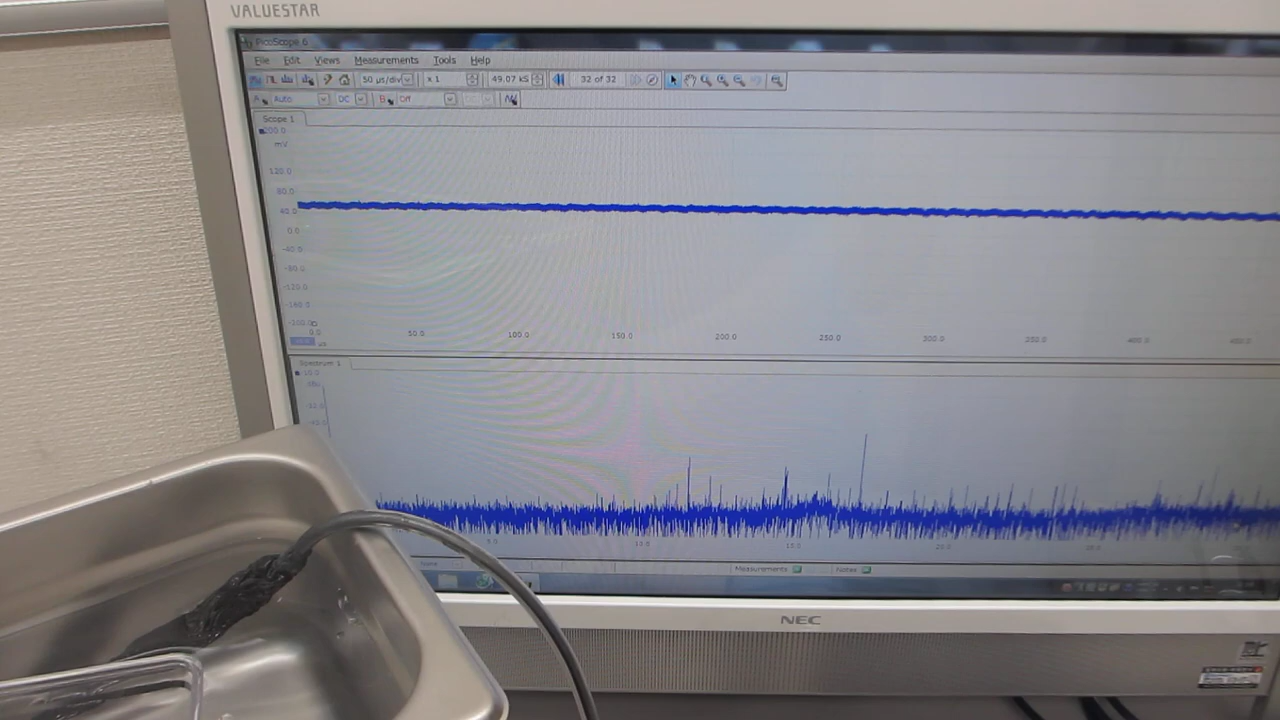 VALUESTAR
PicoScope 6
File Edit Views Measurements Tools Help
50 µs/div x 1 49.07 kS 32 of 32
A Auto DC B Off
Scope 1
200.0
mV
120.0
80.0
40.0
0.0
-40.0
-80.0
-120.0
-160.0
0.0 50.0 100.0 150.0 200.0 250.0 300.0 350.0 400.0 450.0
µs
Spectrum 1
5.0 10.0 15.0 20.0
Measurements Notes
NEC